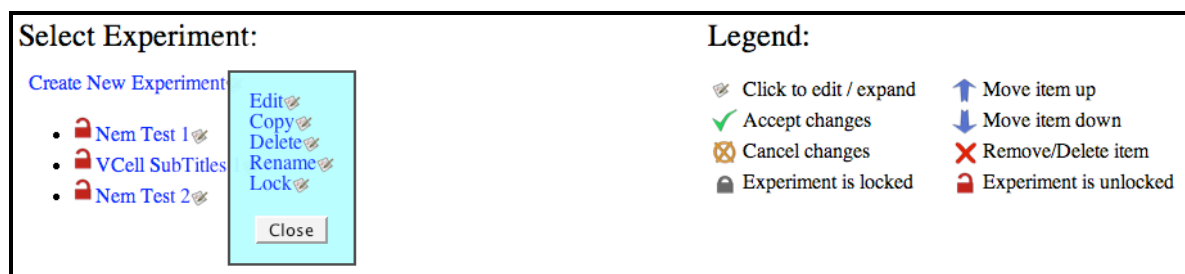 Select Experiment:
Create New Experiment
Nem Test 1
VCell SubTitles
Nem Test 2
Edit
Copy
Delete
Rename
Lock
Close
Legend:
Click to edit / expand
Move item up
Accept changes
Move item down
Cancel changes
Remove/Delete item
Experiment is locked
Experiment is unlocked